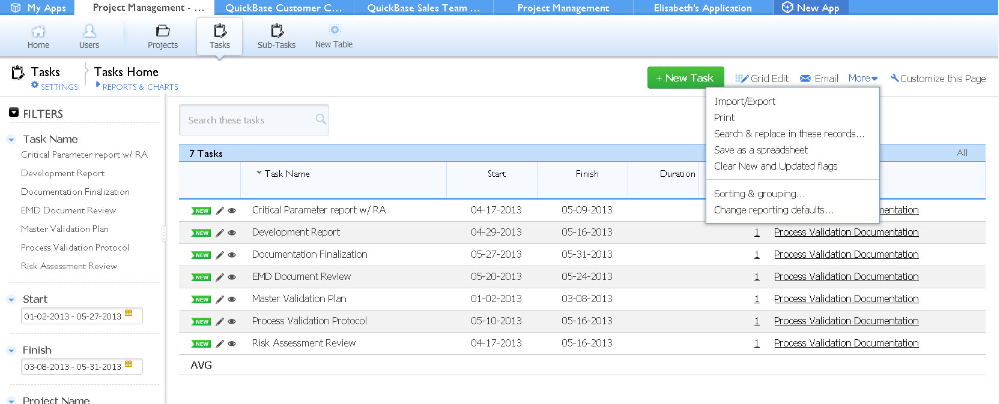 My Apps
Project Management - ...
QuickBase Customer C...
QuickBase Sales Team ...
Project Management
Elisabeth's Application
New App
Home
Users
Projects
Tasks
Sub-Tasks
New Table
Tasks
SETTINGS
Tasks Home
REPORTS & CHARTS
+ New Task
Grid Edit
Email
More
Customize this Page
Import/Export
Print
Search & replace in these records...
Save as a spreadsheet
Clear New and Updated flags
Sorting & grouping...
Change reporting defaults...
FILTERS
Task Name
Critical Parameter report w/ RA
Development Report
Documentation Finalization
EMD Document Review
Master Validation Plan
Process Validation Protocol
Risk Assessment Review
Start
01-02-2013 - 05-27-2013
Finish
03-08-2013 - 05-31-2013
Project Name
Search these tasks
7 Tasks
All
Task Name Start Finish Duration
NEW Critical Parameter report w/ RA 04-17-2013 05-09-2013 mentation
NEW Development Report 04-29-2013 05-16-2013 1 Process Validation Documentation
NEW Documentation Finalization 05-27-2013 05-31-2013 1 Process Validation Documentation
NEW EMD Document Review 05-20-2013 05-24-2013 1 Process Validation Documentation
NEW Master Validation Plan 01-02-2013 03-08-2013 1 Process Validation Documentation
NEW Process Validation Protocol 05-10-2013 05-16-2013 1 Process Validation Documentation
NEW Risk Assessment Review 04-17-2013 05-16-2013 1 Process Validation Documentation
AVG